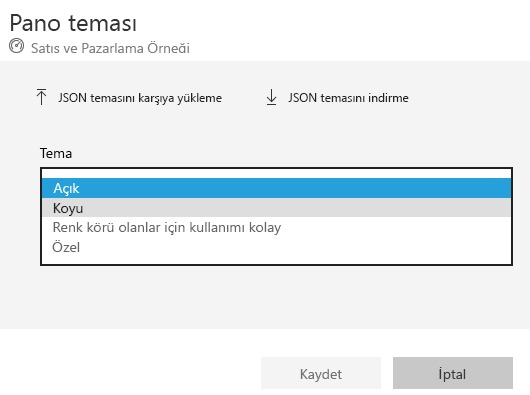 Pano teması
Satıs ve Pazarlama Örneği
JSON temasını karşıya yükleme
JSON temasını indirme
Tema
Açık
Koyu
Renk körü olanlar için kullanımı kolay
Özel
Kaydet
İptal